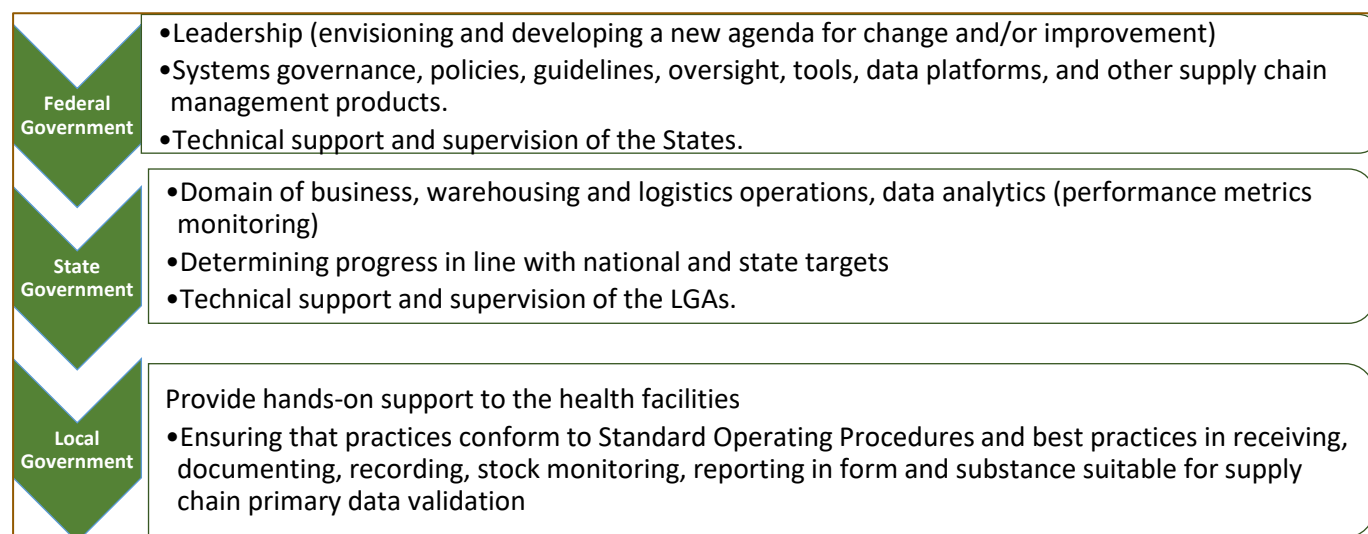 Federal
Government
•Leadership (envisioning and developing a new agenda for change and/or improvement)
•Systems governance, policies, guidelines, oversight, tools, data platforms, and other supply chain
management products.
•Technical support and supervision of the States.
State
Government
•Domain of business, warehousing and logistics operations, data analytics (performance metrics
monitoring)
•Determining progress in line with national and state targets
•Technical support and supervision of the LGAs.
Local
Government
Provide hands-on support to the health facilities
•Ensuring that practices conform to Standard Operating Procedures and best practices in receiving,
documenting, recording, stock monitoring, reporting in form and substance suitable for supply
chain primary data validation